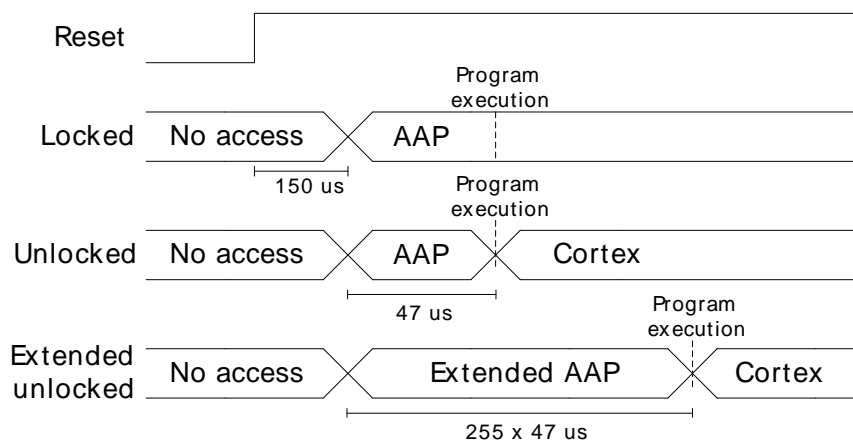 Reset
Program
execution
Locked
No access
AAP
150 us
Program
execution
Unlocked
No access
AAP
Cortex
47 us
Program
execution
Extended
unlocked
No access
Extended AAP
Cortex
255 x 47 us